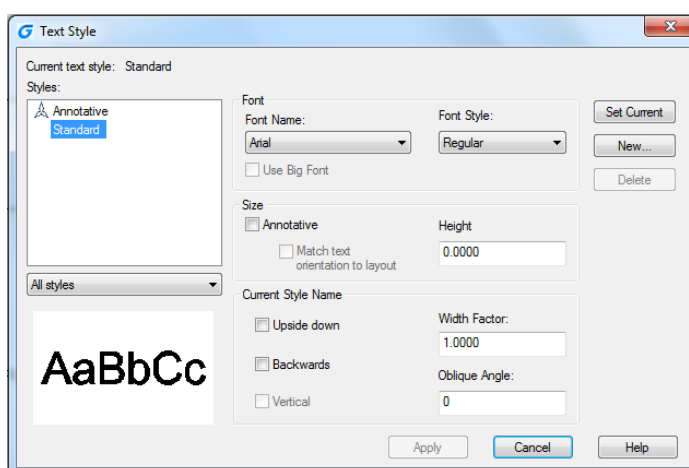 Text Style
Current text style: Standard
Styles:
Annotative
Standard
All styles
AaBbCc
Font
Font Name:
Arial
Font Style:
Regular
Use Big Font
Size
Annotative
Match text
orientation to layout
Height
0.0000
Current Style Name
Upside down
Backwards
Vertical
Width Factor:
1.0000
Oblique Angle:
0
Set Current
New...
Delete
Apply
Cancel
Help